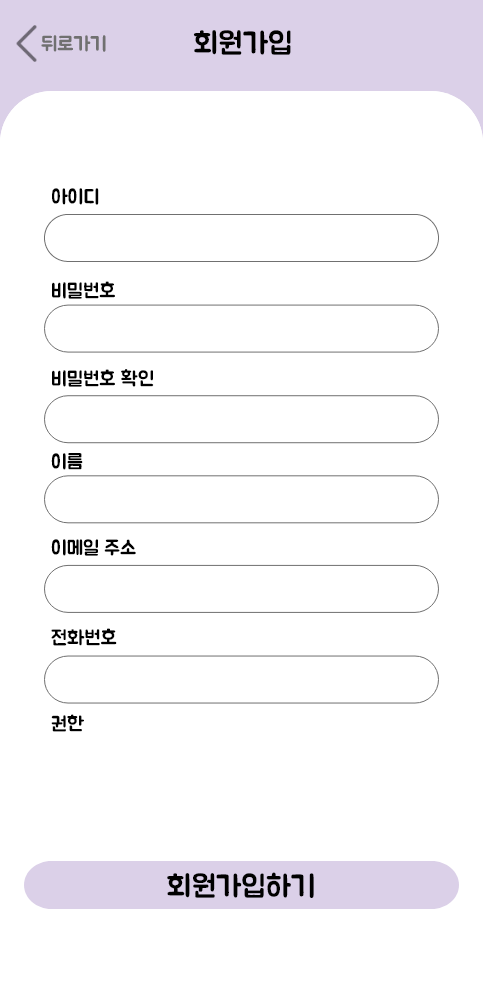 뒤로가기 회원가입
아이디
비밀번호
비밀번호 확인
이름
이메일 주소
전화번호
권한
회원가입하기